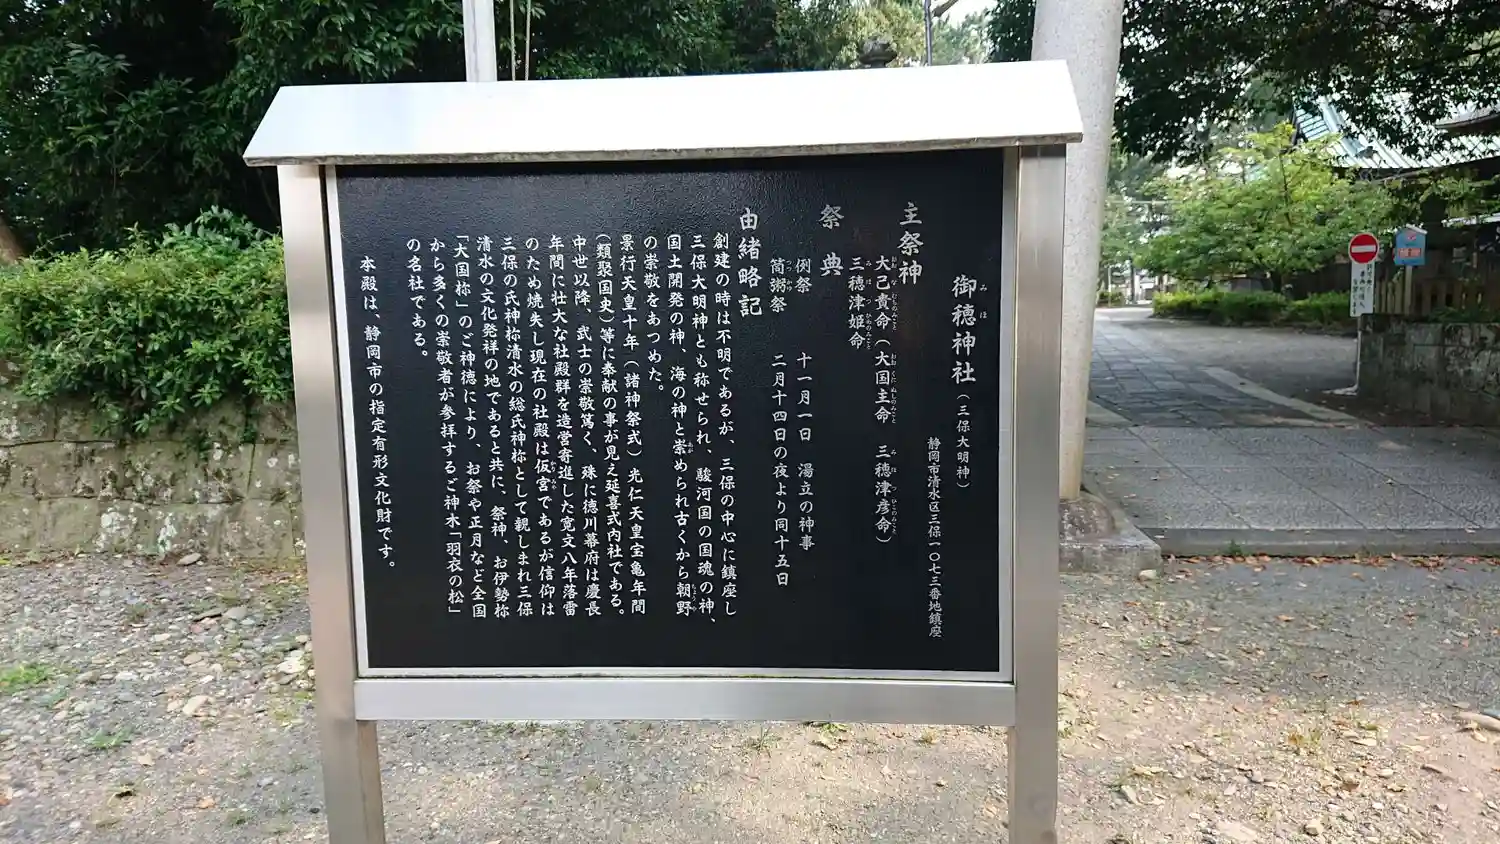 御穂神社（三保大明神）
静岡市清水区三保一〇七三番地鎮座
主祭神
大己貴命（大国主命　三穂津彦命）
三穂津姫命
祭典
例祭　十一月一日　湯立の神事
筒粥祭　二月十四日の夜より同十五日
由緒略記
創建の時は不明であるが、三保の中心に鎮座し
三保大明神とも称せられ、駿河国の国魂の神、
国土開発の神、海の神と崇められ古くから朝野
の崇敬をあつめた。
景行天皇十年（諸神祭式）光仁天皇宝亀年間
（類聚国史）等に奉献の事が見え延喜式内社である。
中世以降、武士の崇敬篤く、殊に徳川幕府は慶長
年間に壮大な社殿群を造営寄進した寛文八年落雷
のため焼失し現在の社殿は仮宮であるが信仰は
三保の氏神袮清水の総氏神袮として親しまれ三保
清水の文化発祥の地であると共に、祭神、お伊勢袮
「大国袮」のご神徳により、お祭や正月など全国
から多くの崇敬者が参拝するご神木「羽衣の松」
の名社である。
本殿は、静岡市の指定有形文化財です。